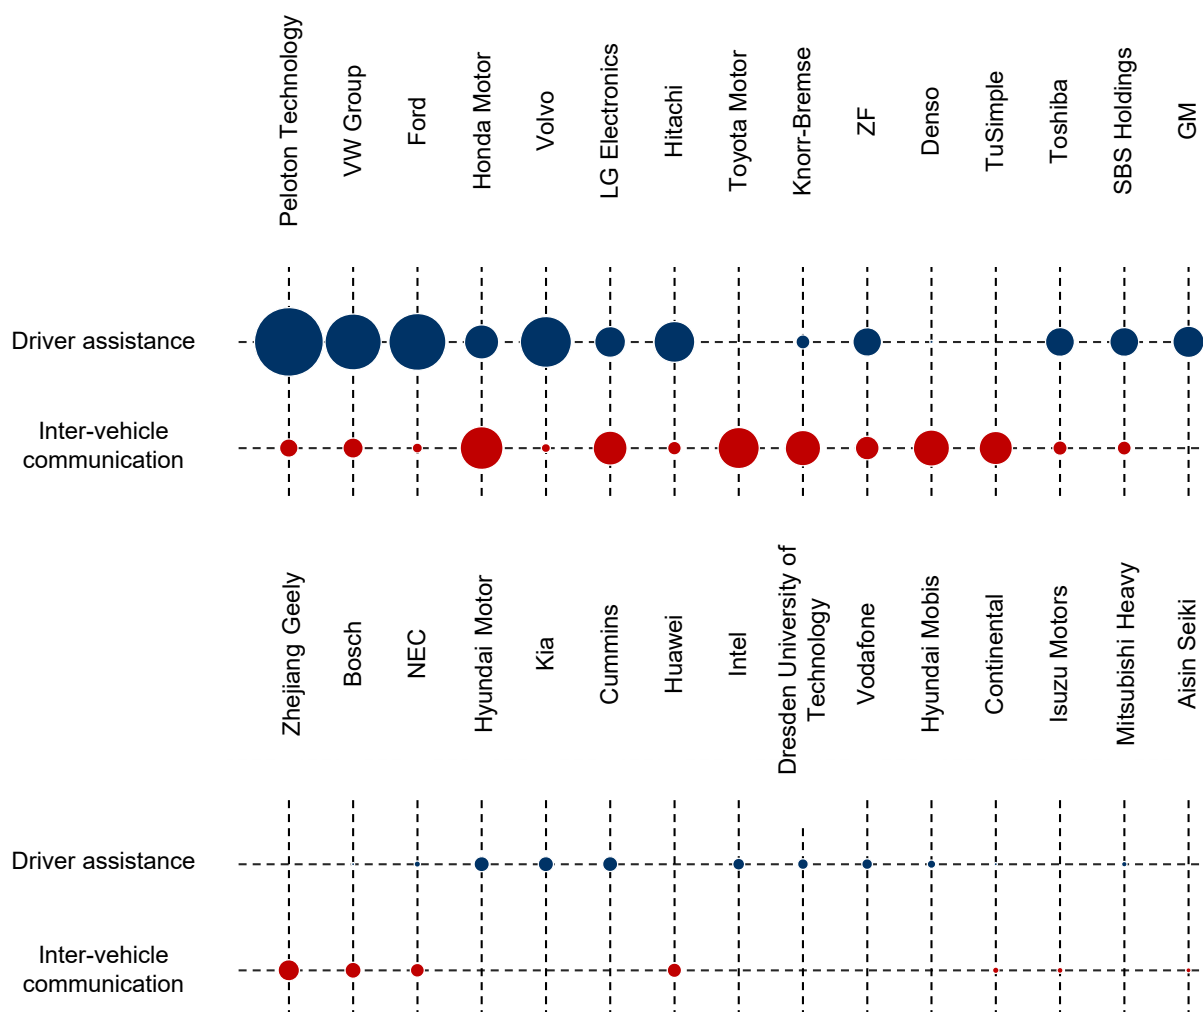 Peloton Technology
VW Group
Ford
Honda Motor
Volvo
LG Electronics
Hitachi
Toyota Motor
Knorr-Bremse
ZF
Denso
TuSimple
Toshiba
SBS Holdings
GM
Driver assistance
Inter-vehicle
communication
Zhejiang Geely
Bosch
NEC
Hyundai Motor
Kia
Cummins
Huawei
Intel
Dresden University of
Technology
Vodafone
Hyundai Mobis
Continental
Isuzu Motors
Mitsubishi Heavy
Aisin Seiki
Driver assistance
Inter-vehicle
communication